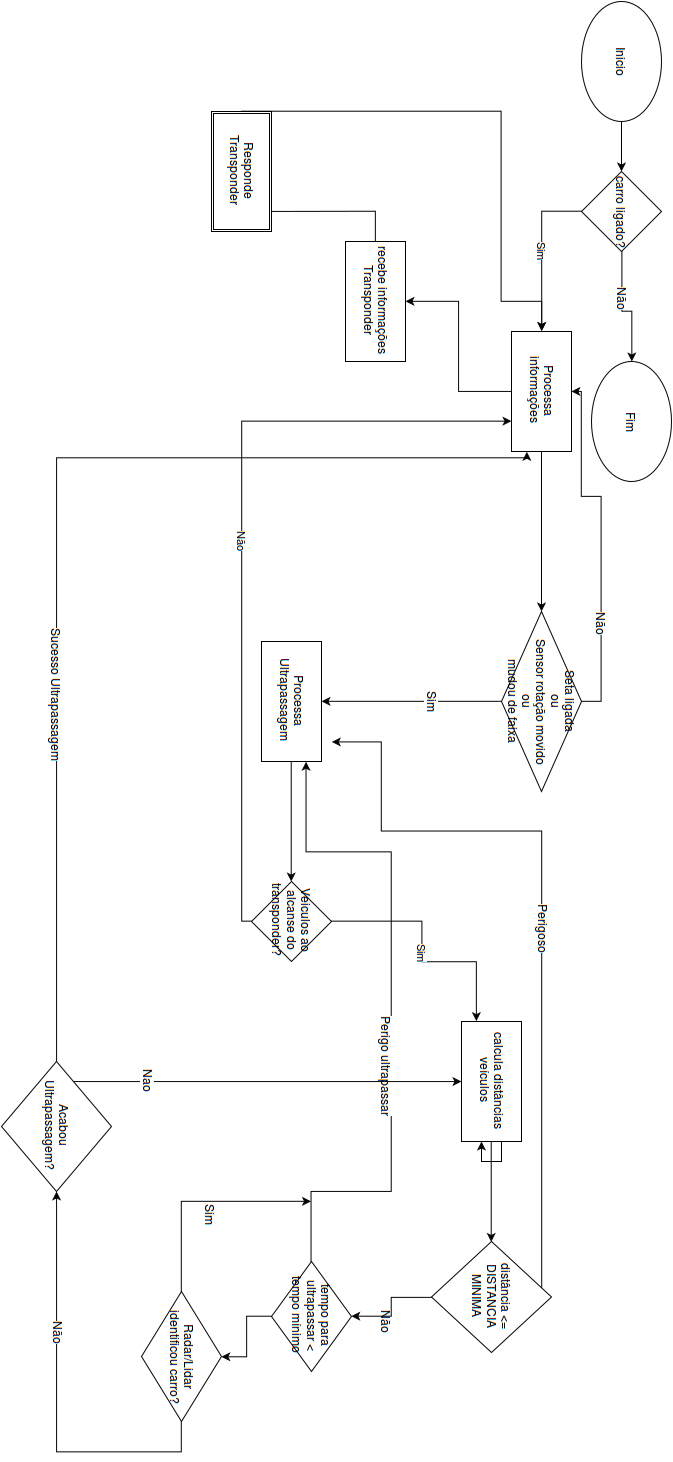 Inicio
carro ligado?
Sim
Não
Fim
Processa
informações
recebe informações
Transponder
Responde
Transponder
Seta ligada
ou
Sensor rotação movido
ou
mudou de faixa
Não
Sim
Processa
Ultrapassagem
Veiculos ao
alcanse do
transponder?
Não
Sim
calcula distâncias
veículos
distância <=
DISTANCIA
MINIMA
Perigoso
Não
tempo para
ultrapassar <
tempo minimo
Perigo ultrapassar
Radar/Lidar
identificou carro?
Sim
Não
Acabou
Ultrapassagem?
Nao
Sucesso Ultrapassagem